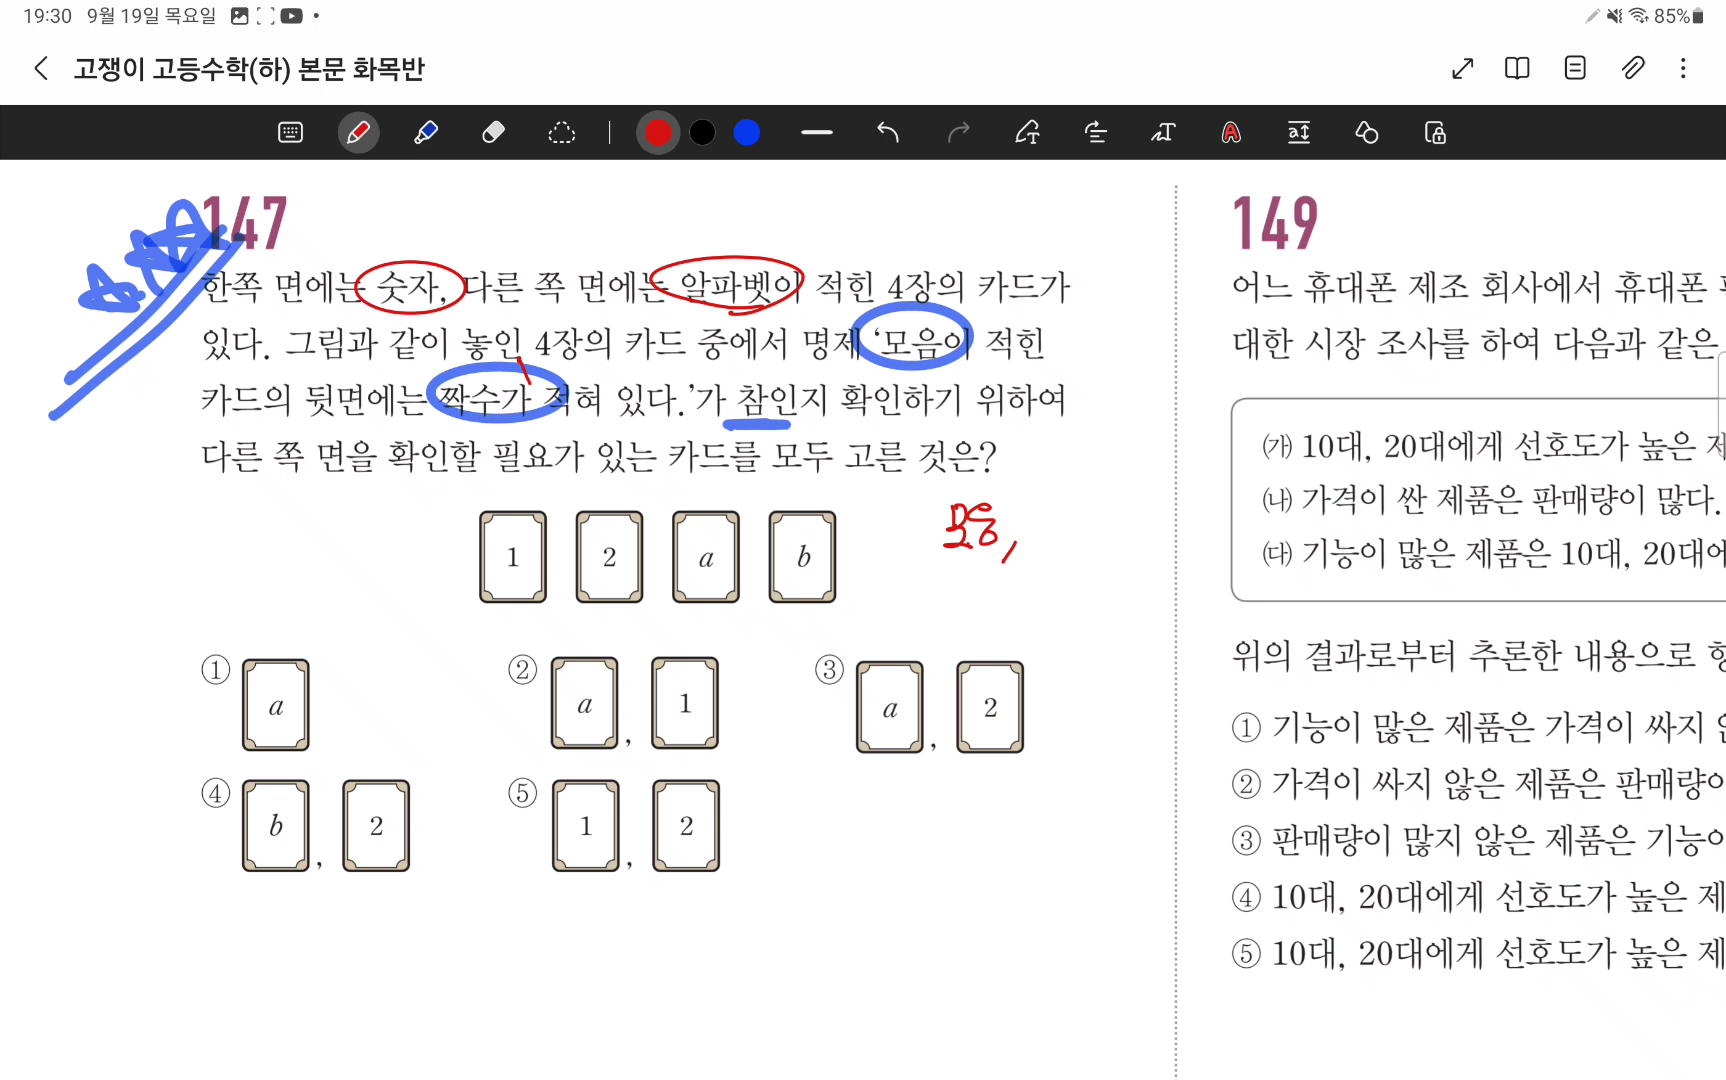 19:30 9월 19일 목요일
85%
고쟁이 고등수학(하) 본문 화목반
147
한쪽 면에는 숫자, 다른 쪽 면에는 알파벳이 적힌 4장의 카드가
있다. 그림과 같이 놓인 4장의 카드 중에서 명제 ‘모음이 적힌
카드의 뒷면에는 짝수가 적혀 있다.’가 참인지 확인하기 위하여
다른 쪽 면을 확인할 필요가 있는 카드를 모두 고른 것은?
1 2 a b
모음,
① a ② a , 1 ③ a , 2
④ b , 2 ⑤ 1 , 2
149
어느 휴대폰 제조 회사에서 휴대폰
대한 시장 조사를 하여 다음과 같은
㈎ 10대, 20대에게 선호도가 높은
㈏ 가격이 싼 제품은 판매량이 많다.
㈐ 기능이 많은 제품은 10대, 20대에
위의 결과로부터 추론한 내용으로
① 기능이 많은 제품은 가격이 싸지
② 가격이 싸지 않은 제품은 판매량이
③ 판매량이 많지 않은 제품은 기능이
④ 10대, 20대에게 선호도가 높은 제
⑤ 10대, 20대에게 선호도가 높은 제